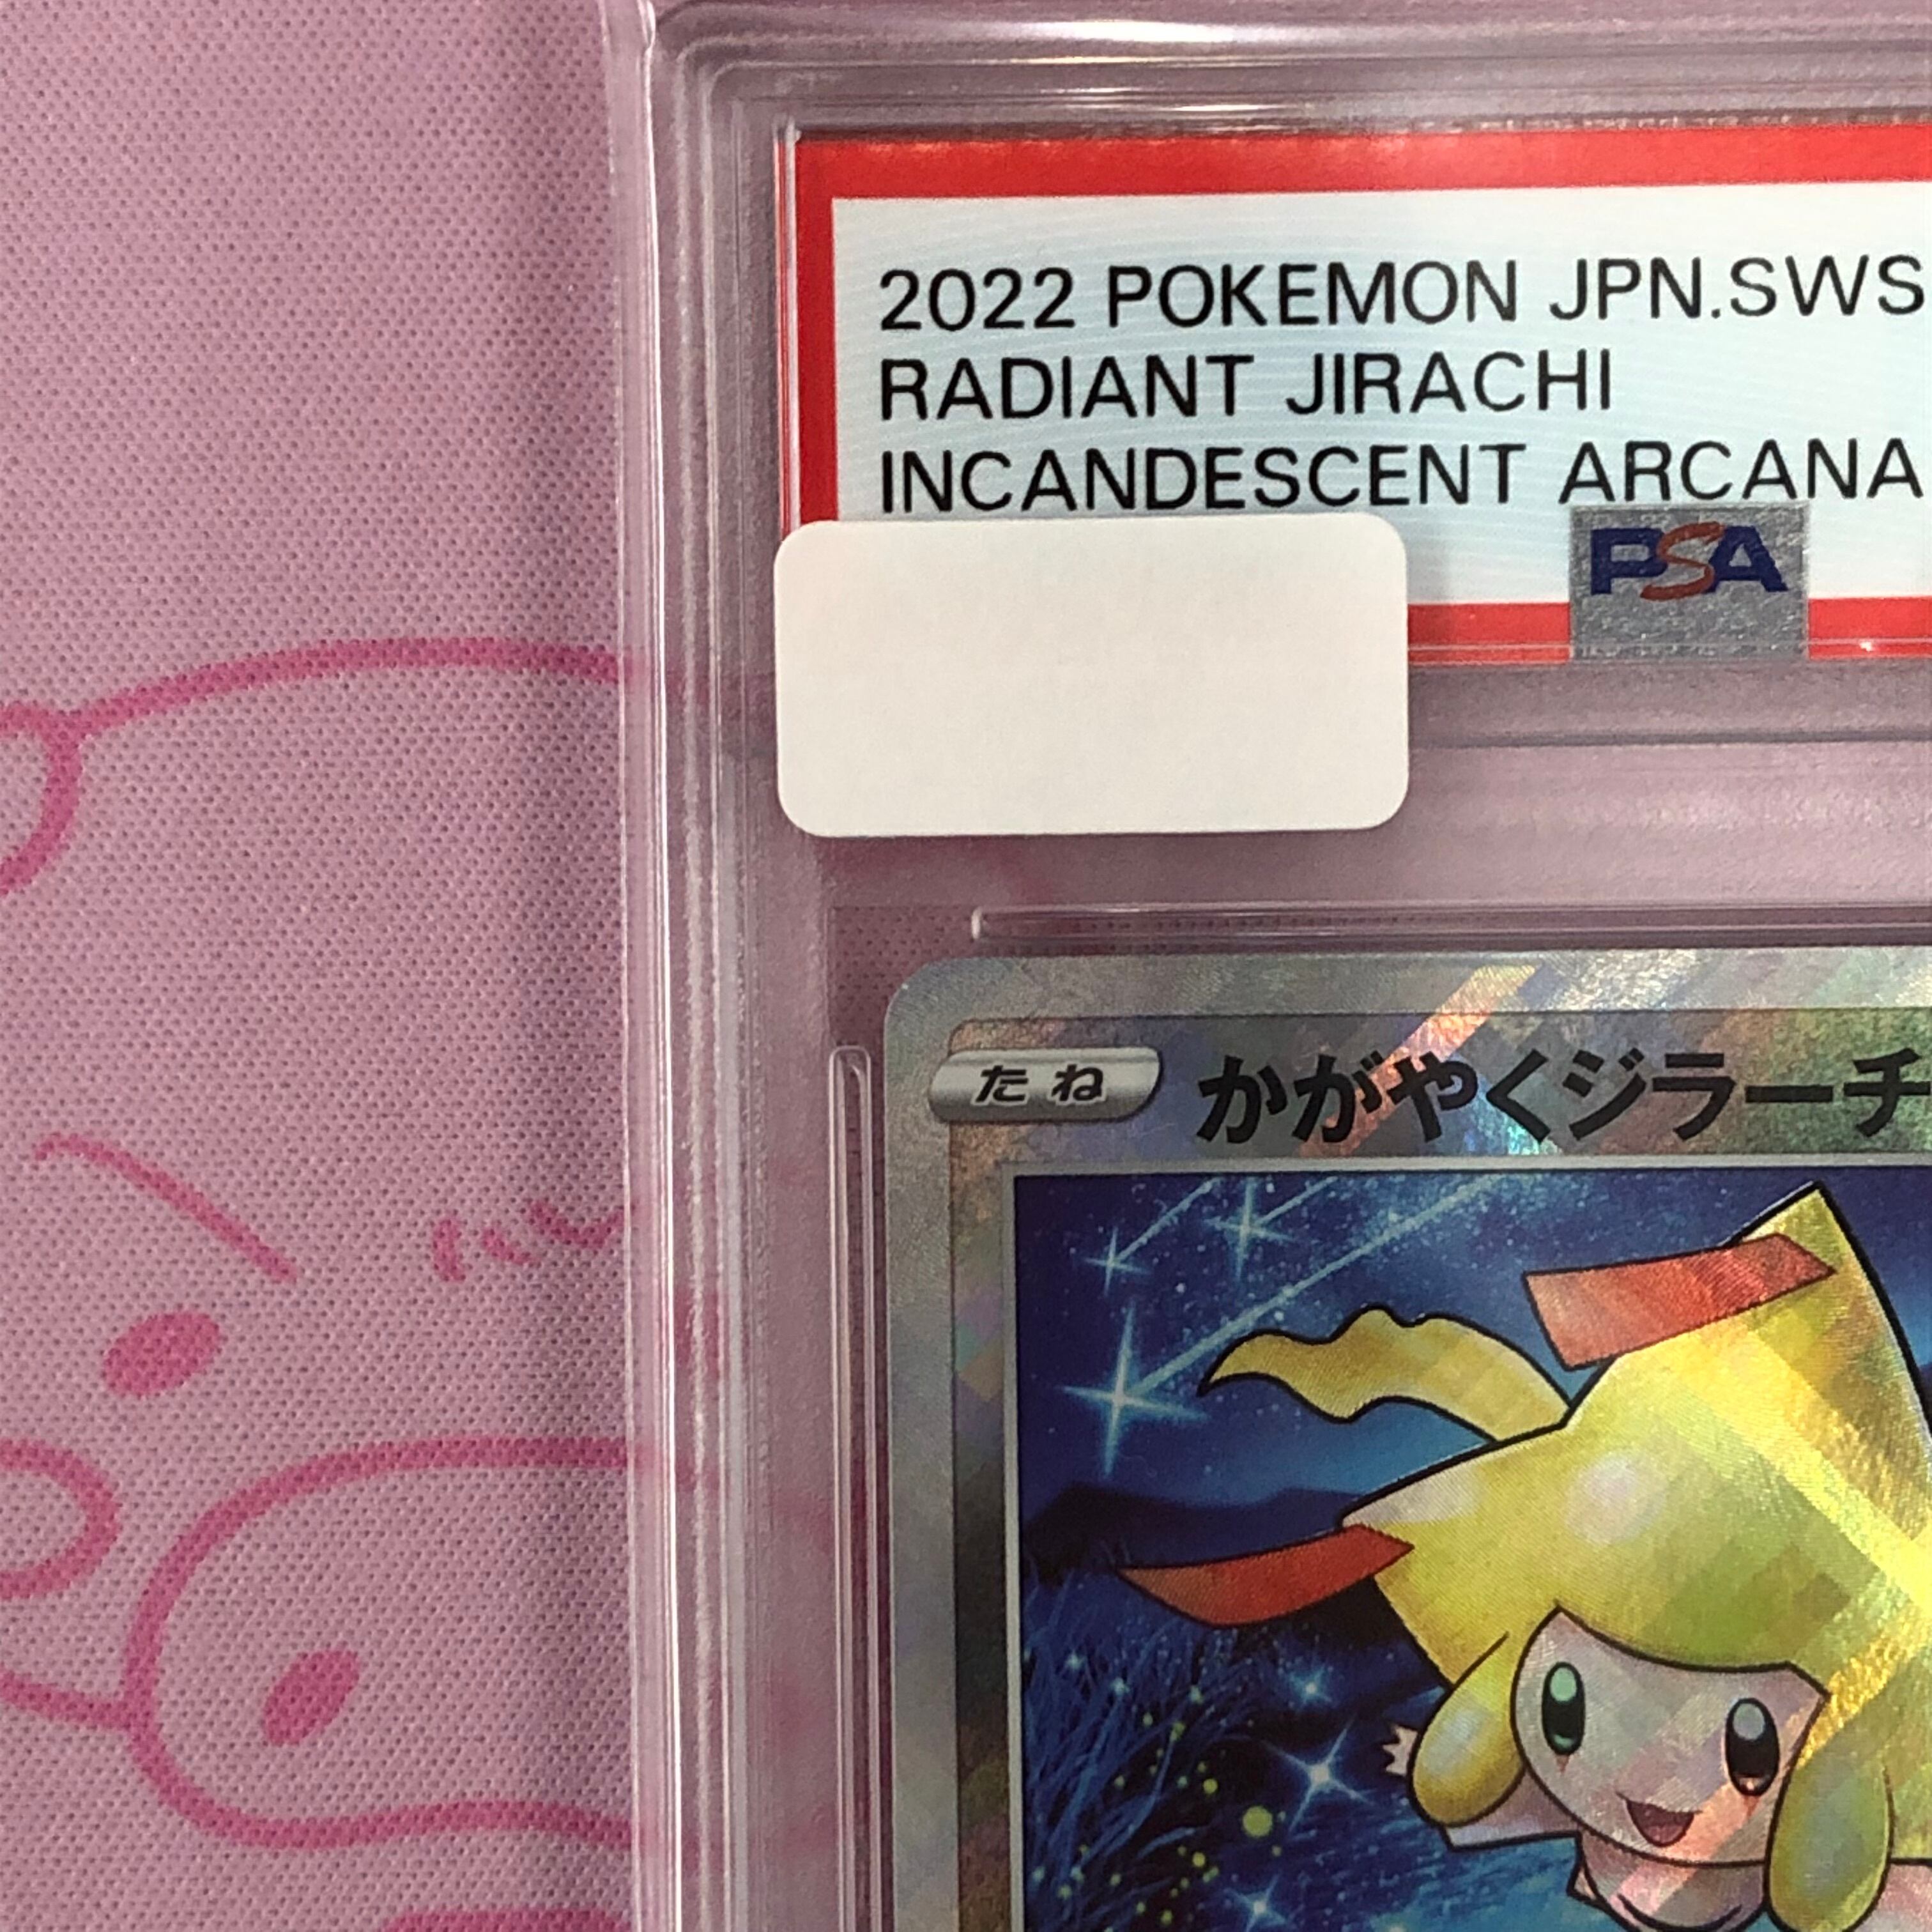 2022 POKEMON JPN.SWS
RADIANT JIRACHI
INCANDESCENT ARCANA
PSA
たね
かがやくジラーチ